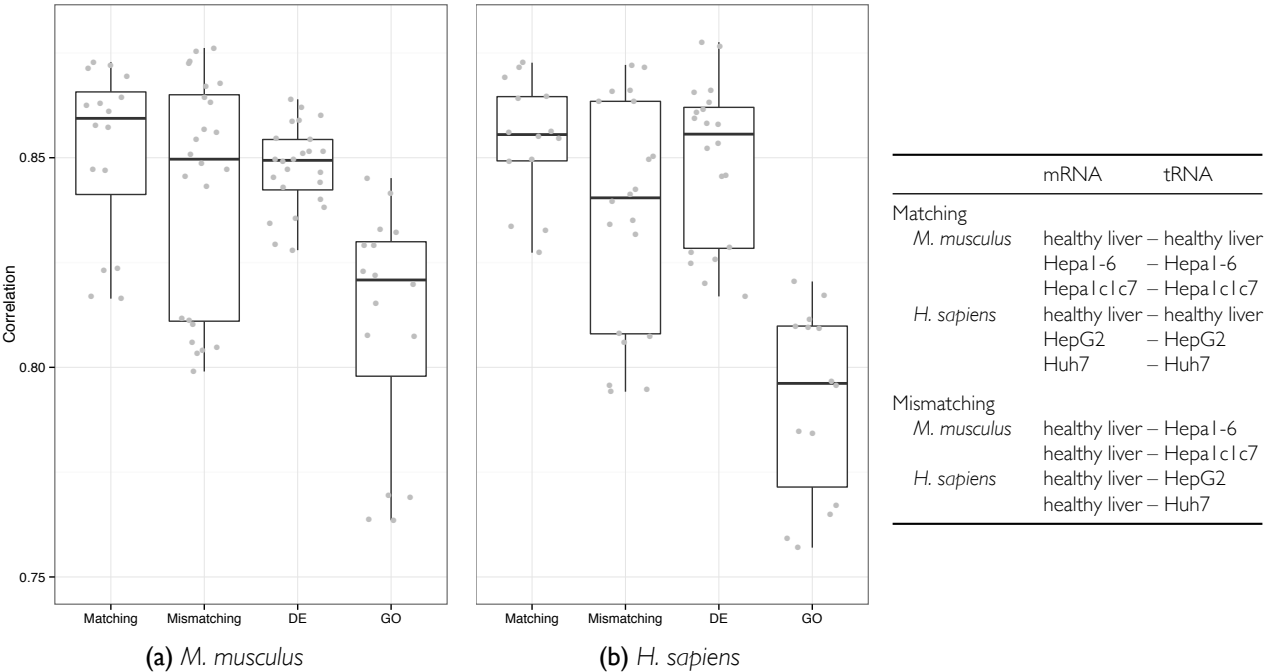 Correlation
0.85
0.80
0.75
Matching Mismatching DE GO
(a) M. musculus
Matching Mismatching DE GO
(b) H. sapiens
mRNA tRNA
Matching
M. musculus healthy liver – healthy liver
Hepa1-6 – Hepa1-6
Hepa1c1c7 – Hepa1c1c7
H. sapiens healthy liver – healthy liver
HepG2 – HepG2
Huh7 – Huh7
Mismatching
M. musculus healthy liver – Hepa1-6
healthy liver – Hepa1c1c7
H. sapiens healthy liver – HepG2
healthy liver – Huh7